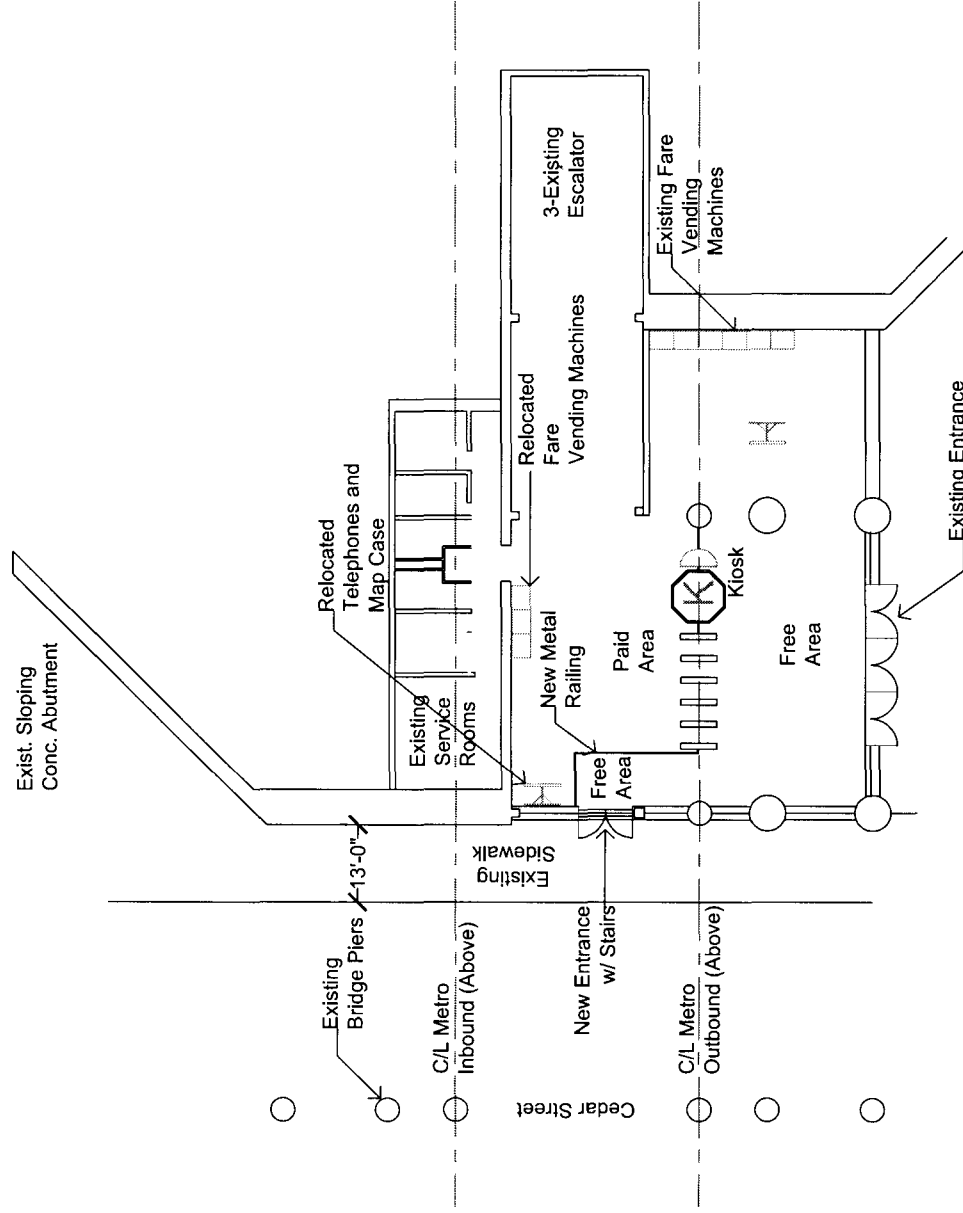 Exist. Sloping
Conc. Abutment
Relocated
Telephones and
Map Case
Existing
Service
Rooms
3-Existing
Escalator
Relocated
Fare
Vending Machines
Existing Fare
Vending
Machines
13'-0"
Existing
Sidewalk
Existing
Bridge Piers
C/L Metro
Inbound (Above)
New Metal
Railing
Free
Area
Paid
Area
K
Kiosk
New Entrance
w/ Stairs
C/L Metro
Outbound (Above)
Cedar Street
Free
Area
Existing Entrance